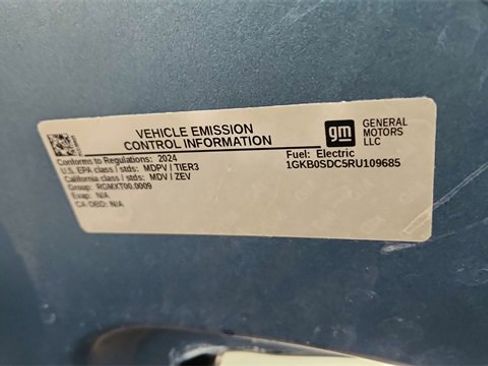 VEHICLE EMISSION
CONTROL INFORMATION
gm
GENERAL
MOTORS
LLC
Conforms to Regulations: 2024
U.S. EPA class / stds: MDPV / TIER3
California class / stds: MDV / ZEV
Group: RGMXT00.0009
Evap: N/A
CA OBD: N/A
Fuel: Electric
1GKB0SDC5RU109685